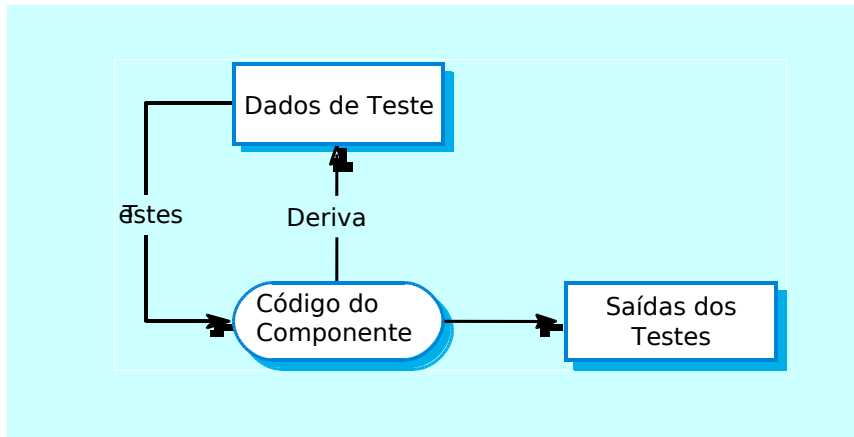 Dados de Teste
Testes
Deriva
Código do
Componente
Saídas dos
Testes